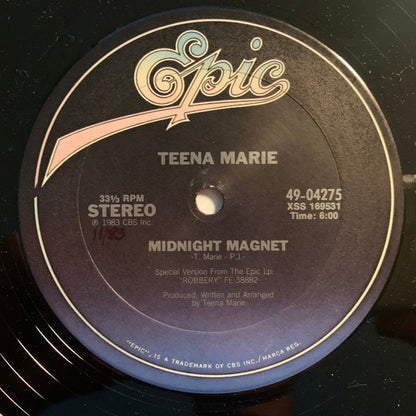 Epic
TEENA MARIE
33⅓ RPM
STEREO
℗ 1983 CBS Inc.
11/83
49-04275
XSS 169531
Time: 6:00
MIDNIGHT MAGNET
-T. Marie - P.J.-
Special Version From The Epic Lp:
"ROBBERY" FE 38882
Produced, Written and Arranged
by Teena Marie
"EPIC", IS A TRADEMARK OF CBS INC./MARCA REG.